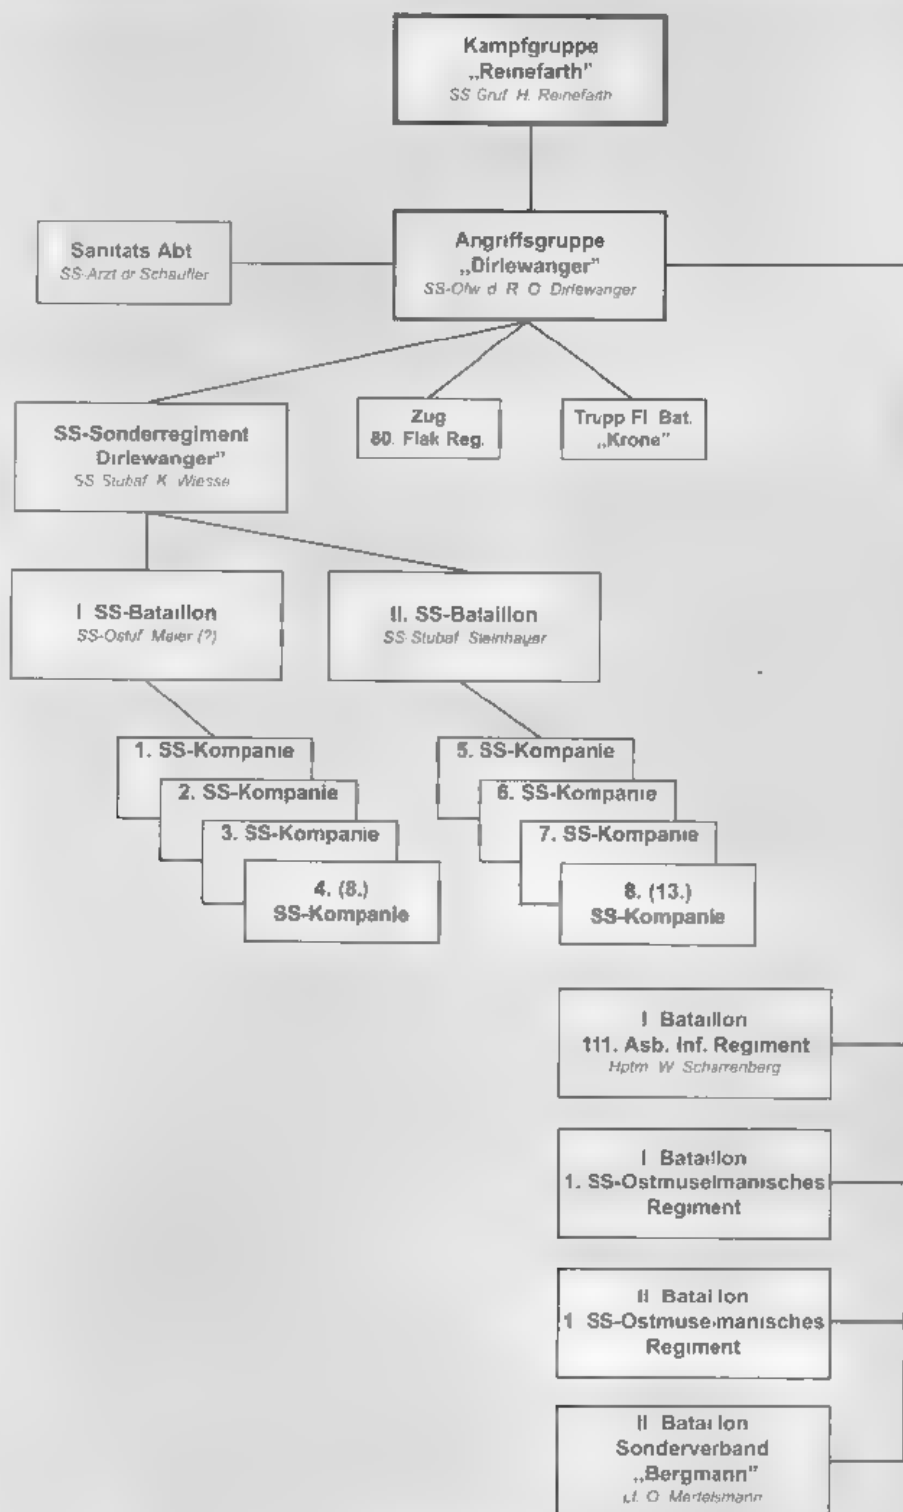 Kampfgruppe
„Reinefarth”
SS Gruf H. Reinefarth
Sanitats Abt
SS-Arzt dr Schaufler
Angriffsgruppe
„Dirlewanger”
SS-Ofw d R O Dirlewanger
SS-Sonderregiment
Dirlewanger”
SS Stubaf K Wiesse
Zug
80. Flak Reg.
Trupp Fl Bat.
„Krone”
I SS-Bataillon
SS-Ostuf Meier (?)
II. SS-Bataillon
SS Stubaf Steinhauer
1. SS-Kompanie
2. SS-Kompanie
3. SS-Kompanie
4. (8.)
SS-Kompanie
5. SS-Kompanie
6. SS-Kompanie
7. SS-Kompanie
8. (13.)
SS-Kompanie
I Bataillon
111. Asb. Inf. Regiment
Hptm W Scharrenberg
I Bataillon
1. SS-Ostmuselmanisches
Regiment
II Bataillon
1 SS-Ostmuselmanisches
Regiment
II Bataillon
Sonderverband
„Bergmann”
Lt. O Mertelsmann